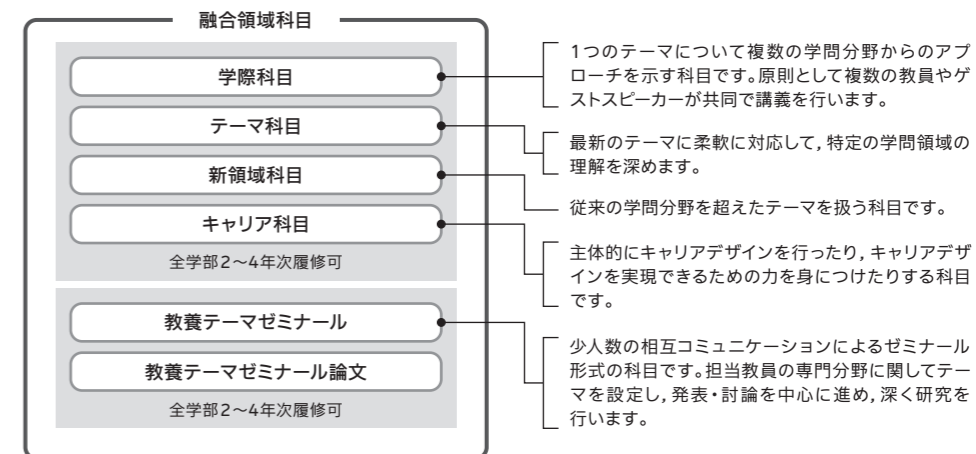 融合領域科目
学際科目
テーマ科目
新領域科目
キャリア科目
全学部2～4年次履修可
教養テーマゼミナール
教養テーマゼミナール論文
全学部2～4年次履修可
1つのテーマについて複数の学問分野からのアプ
ローチを示す科目です。原則として複数の教員やゲ
ストスピーカーが共同で講義を行います。
最新のテーマに柔軟に対応して，特定の学問領域の
理解を深めます。
従来の学問分野を超えたテーマを扱う科目です。
主体的にキャリアデザインを行ったり，キャリアデザ
インを実現できるための力を身につけたりする科目
です。
少人数の相互コミュニケーションによるゼミナール
形式の科目です。担当教員の専門分野に関してテー
マを設定し，発表・討論を中心に進め，深く研究を
行います。